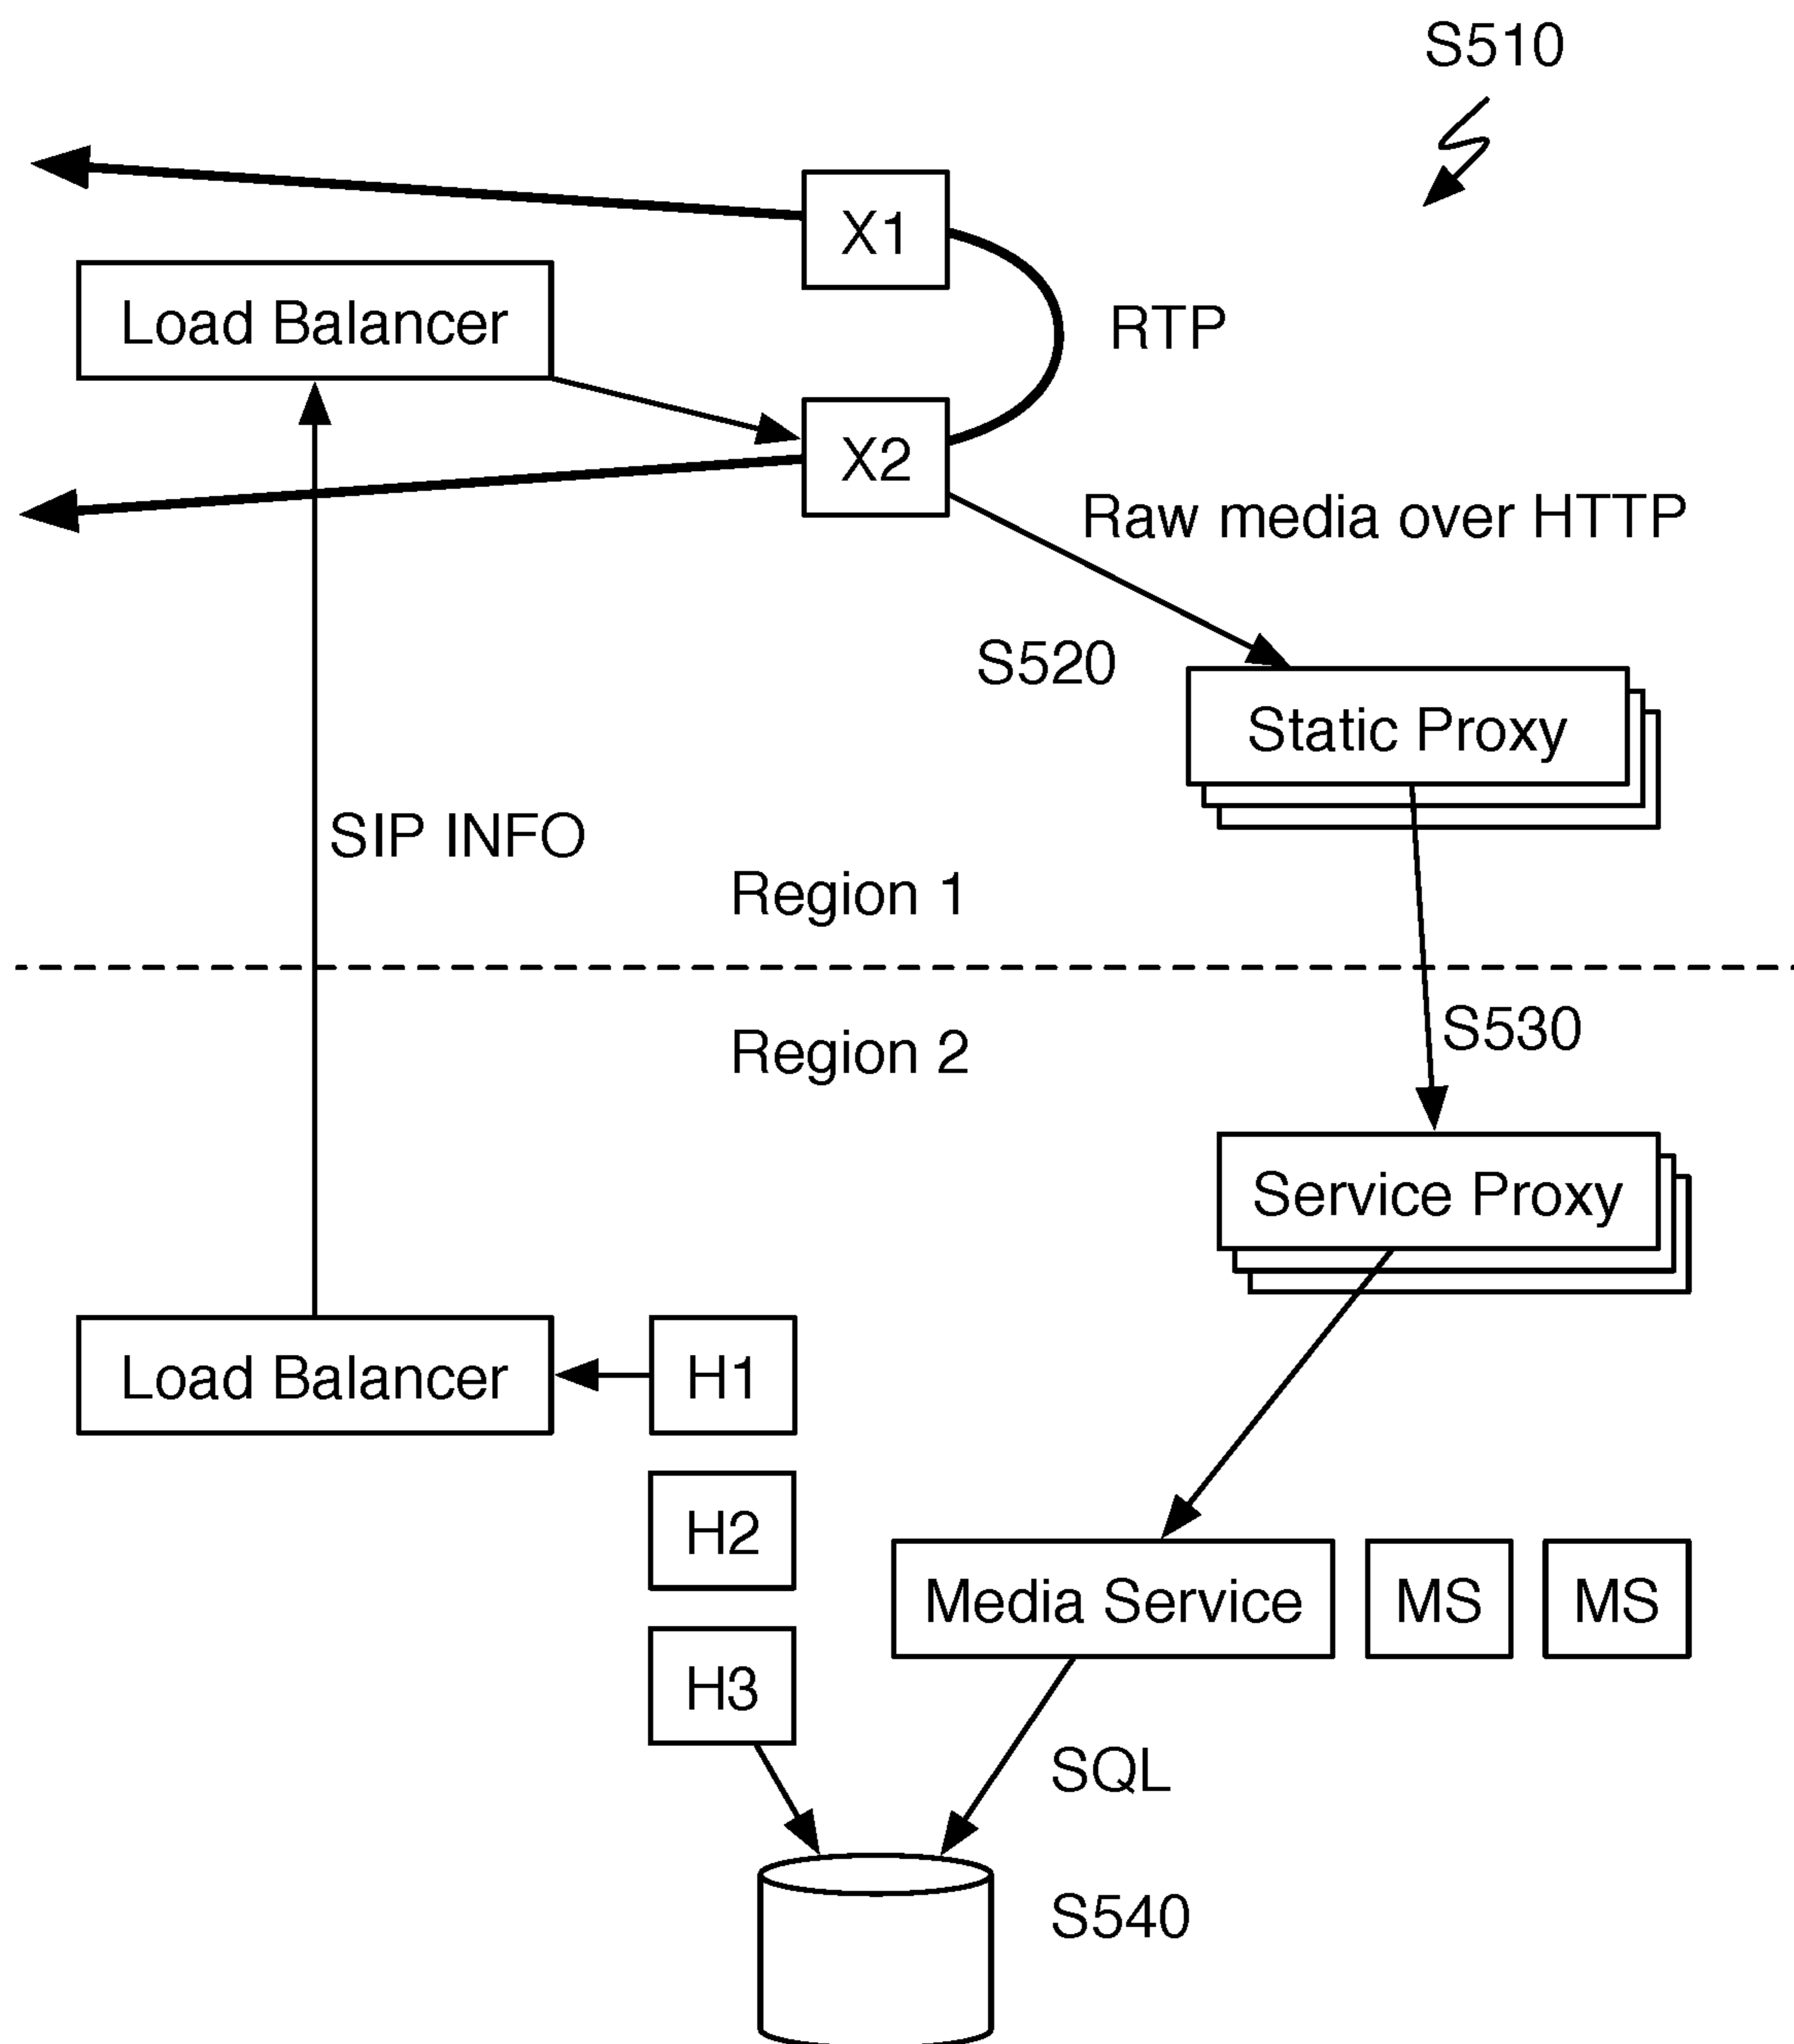 S510
X1
Load Balancer
RTP
X2
Raw media over HTTP
S520
Static Proxy
SIP INFO
Region 1
Region 2
S530
Service Proxy
Load Balancer
H1
H2
Media Service
MS
MS
H3
SQL
S540